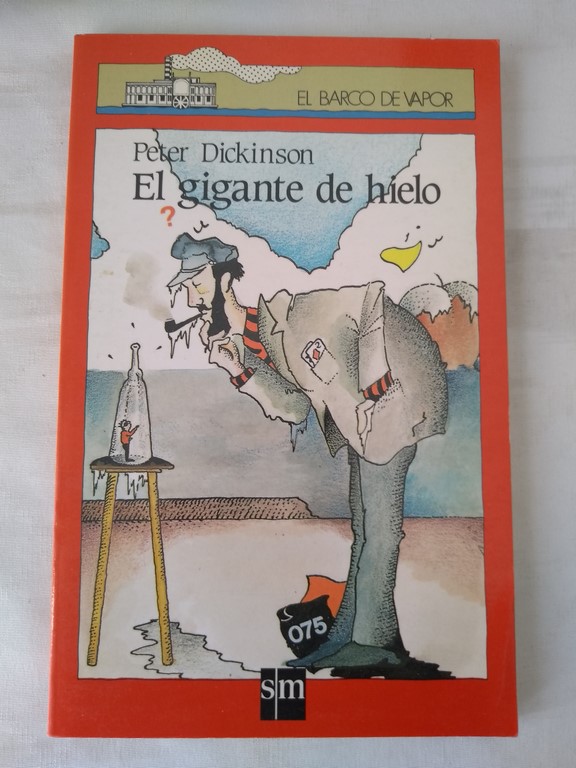 EL BARCO DE VAPOR
Peter Dickinson
El gigante de hielo
?
075
sm